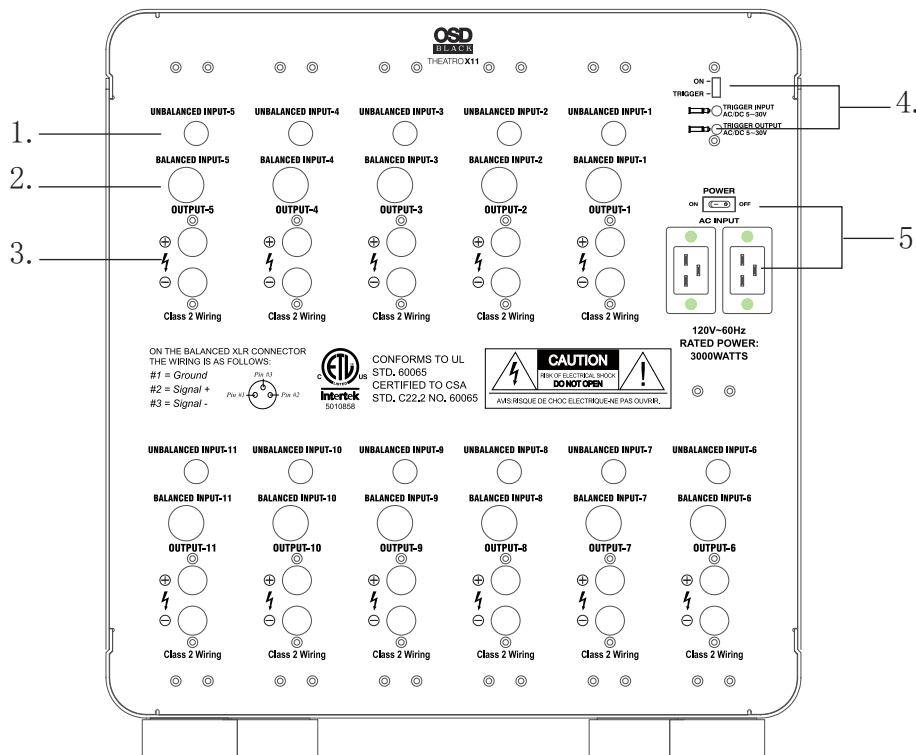 OSD
BLACK
THEATRO X11
ON
TRIGGER
TRIGGER INPUT
AC/DC 5~30V
TRIGGER OUTPUT
AC/DC 5~30V
4.
UNBALANCED INPUT-5 UNBALANCED INPUT-4 UNBALANCED INPUT-3 UNBALANCED INPUT-2 UNBALANCED INPUT-1
1.
BALANCED INPUT-5 BALANCED INPUT-4 BALANCED INPUT-3 BALANCED INPUT-2 BALANCED INPUT-1
2.
OUTPUT-5 OUTPUT-4 OUTPUT-3 OUTPUT-2 OUTPUT-1
3.
Class 2 Wiring Class 2 Wiring Class 2 Wiring Class 2 Wiring Class 2 Wiring
POWER
ON OFF
AC INPUT
5
120V~60Hz
RATED POWER:
3000WATTS
ON THE BALANCED XLR CONNECTOR
THE WIRING IS AS FOLLOWS:
#1 = Ground
#2 = Signal +
#3 = Signal -
Pin #3
Pin #1 Pin #2
C ETL US
LISTED
Intertek
5010858
CONFORMS TO UL
STD. 60065
CERTIFIED TO CSA
STD. C22.2 NO. 60065
CAUTION
RISK OF ELECTRICAL SHOCK
DO NOT OPEN
AVIS:RISQUE DE CHOC ELECTRIQUE-NE PAS OUVRIR.
UNBALANCED INPUT-11 UNBALANCED INPUT-10 UNBALANCED INPUT-9 UNBALANCED INPUT-8 UNBALANCED INPUT-7 UNBALANCED INPUT-6
BALANCED INPUT-11 BALANCED INPUT-10 BALANCED INPUT-9 BALANCED INPUT-8 BALANCED INPUT-7 BALANCED INPUT-6
OUTPUT-11 OUTPUT-10 OUTPUT-9 OUTPUT-8 OUTPUT-7 OUTPUT-6
Class 2 Wiring Class 2 Wiring Class 2 Wiring Class 2 Wiring Class 2 Wiring Class 2 Wiring